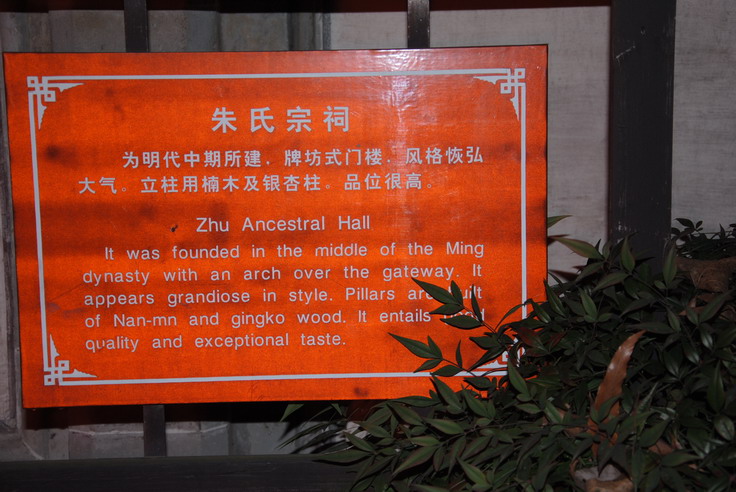 朱氏宗祠
为明代中期所建．牌坊式门楼．风格恢弘
大气。立柱用楠木及银杏柱。品位很高。
Zhu Ancestral Hall
It was founded in the middle of the Ming
dynasty with an arch over the gateway. It
appears grandiose in style. Pillars
of Nan-mn and gingko wood. It entails
quality and exceptional taste.